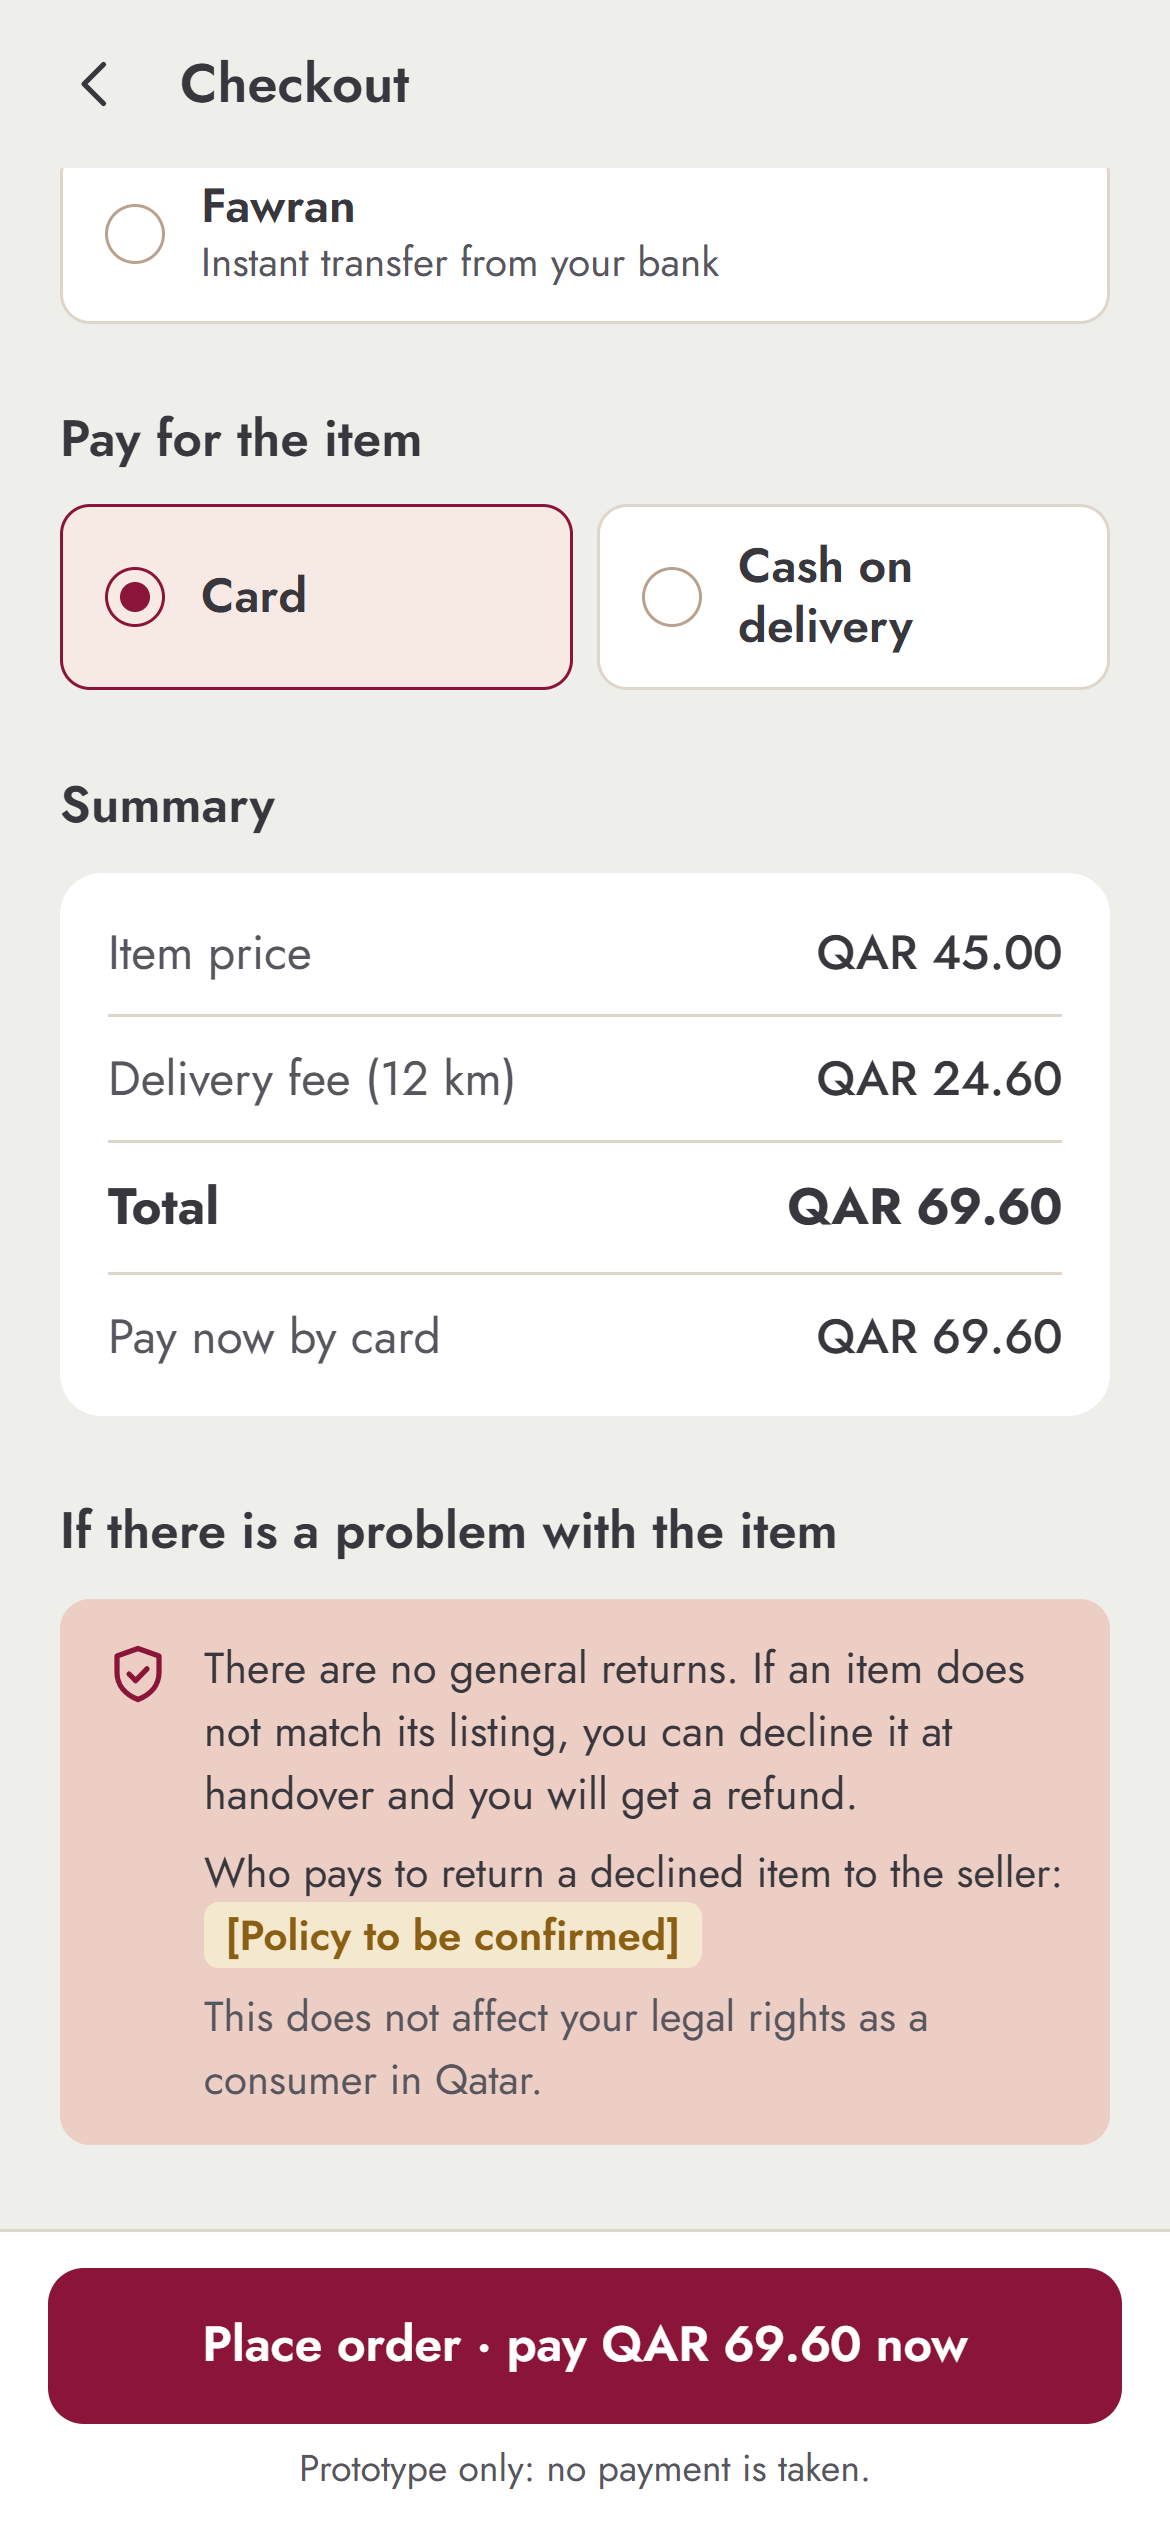 Checkout
Fawran
Instant transfer from your bank
Pay for the item
Card
Cash on
delivery
Summary
Item price QAR 45.00
Delivery fee (12 km) QAR 24.60
Total QAR 69.60
Pay now by card QAR 69.60
If there is a problem with the item
There are no general returns. If an item does
not match its listing, you can decline it at
handover and you will get a refund.
Who pays to return a declined item to the seller:
[Policy to be confirmed]
This does not affect your legal rights as a
consumer in Qatar.
Place order · pay QAR 69.60 now
Prototype only: no payment is taken.